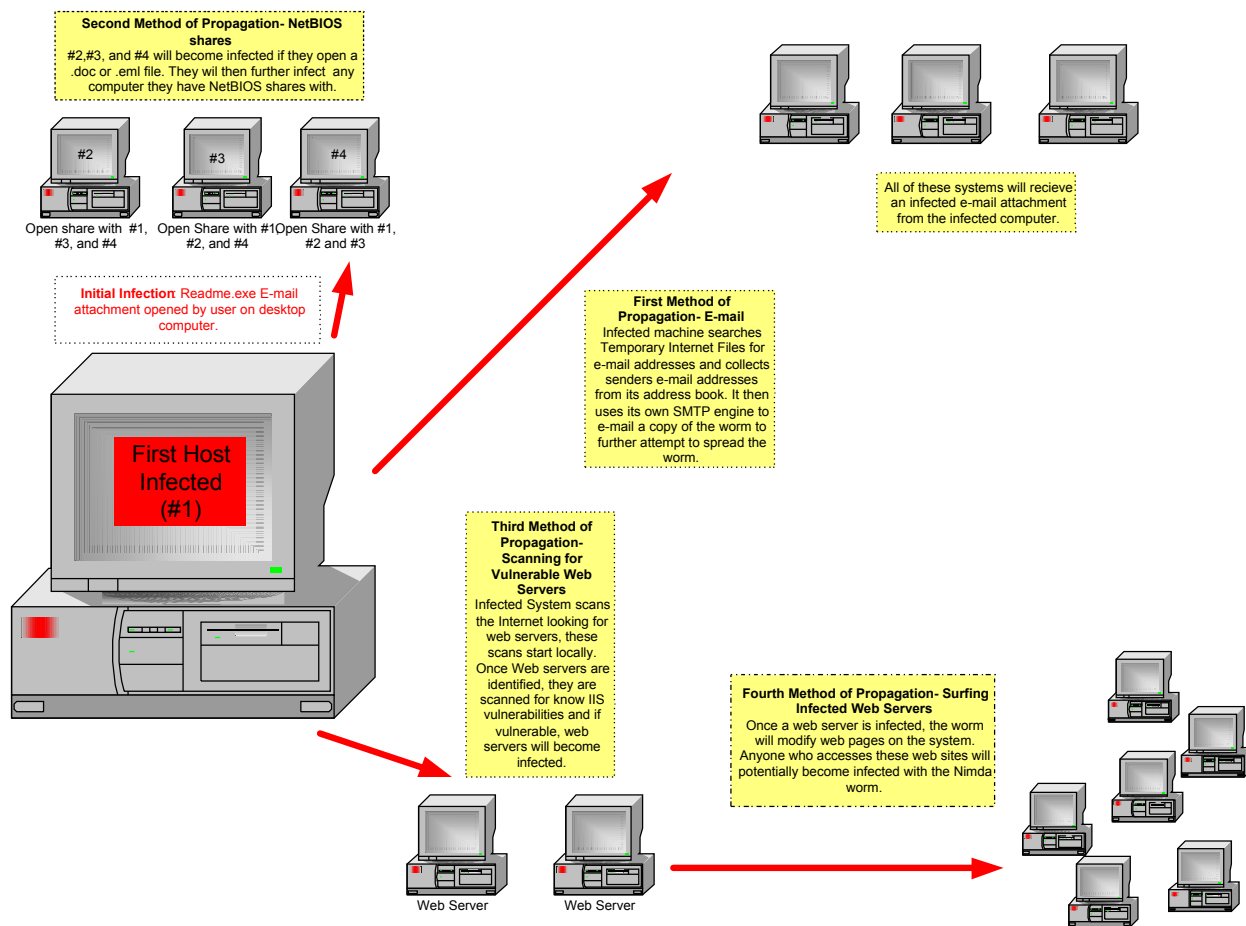 Second Method of Propagation- NetBIOS
shares
#2,#3, and #4 will become infected if they open a
.doc or .eml file. They wil then further infect any
computer they have NetBIOS shares with.
#2
#3
#4
Open share with #1,
#3, and #4
Open Share with #1,
#2, and #4
Open Share with #1,
#2 and #3
All of these systems will recieve
an infected e-mail attachment
from the infected computer.
Initial Infection: Readme.exe E-mail
attachment opened by user on desktop
computer.
First Method of
Propagation- E-mail
Infected machine searches
Temporary Internet Files for
e-mail addresses and collects
senders e-mail addresses
from its address book. It then
uses its own SMTP engine to
e-mail a copy of the worm to
further attempt to spread the
worm.
First Host
Infected
(#1)
Third Method of
Propagation-
Scanning for
Vulnerable Web
Servers
Infected System scans
the Internet looking for
web servers, these
scans start locally.
Once Web servers are
identified, they are
scanned for know IIS
vulnerabilities and if
vulnerable, web
servers will become
infected.
Fourth Method of Propagation- Surfing
Infected Web Servers
Once a web server is infected, the worm
will modify web pages on the system.
Anyone who accesses these web sites will
potentially become infected with the Nimda
worm.
Web Server
Web Server